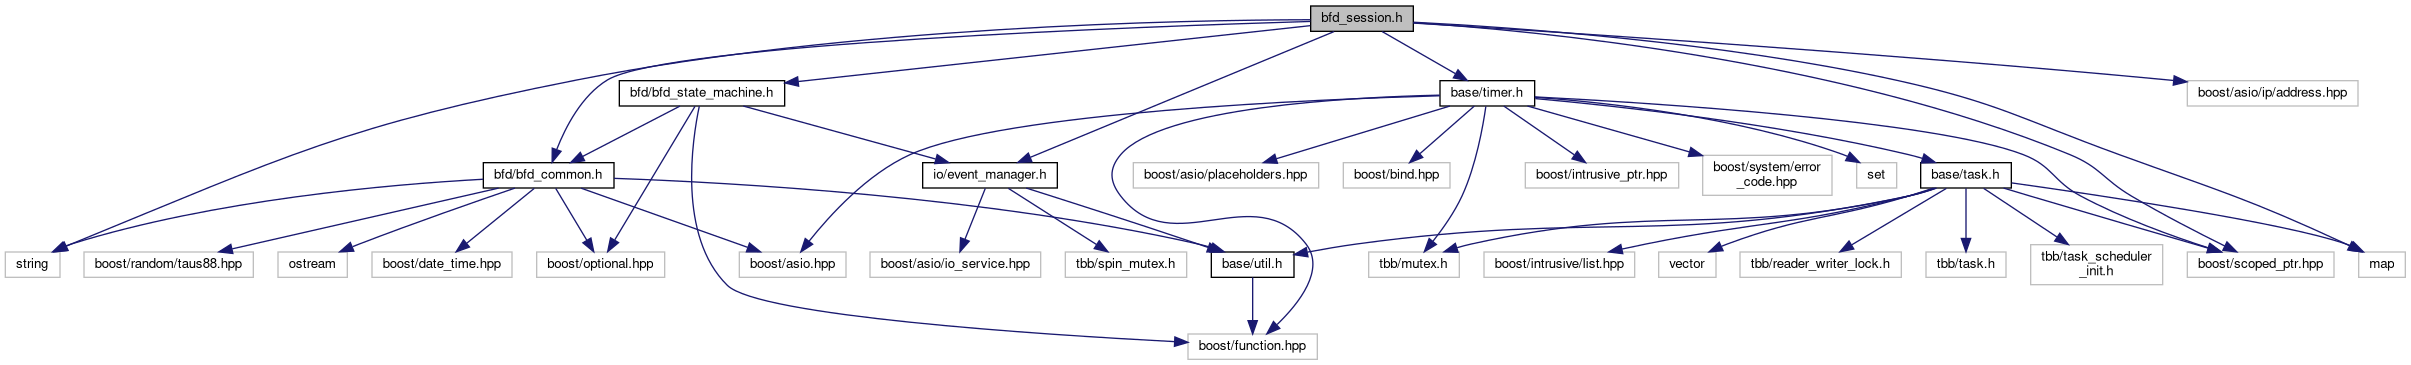 bfd_session.h
bfd/bfd_state_machine.h
base/timer.h
boost/asio/ip/address.hpp
bfd/bfd_common.h
io/event_manager.h
boost/asio/placeholders.hpp
boost/bind.hpp
boost/intrusive_ptr.hpp
boost/system/error
_code.hpp
set
base/task.h
string
boost/random/taus88.hpp
ostream
boost/date_time.hpp
boost/optional.hpp
boost/asio.hpp
boost/asio/io_service.hpp
tbb/spin_mutex.h
base/util.h
tbb/mutex.h
boost/intrusive/list.hpp
vector
tbb/reader_writer_lock.h
tbb/task.h
tbb/task_scheduler
_init.h
boost/scoped_ptr.hpp
map
boost/function.hpp